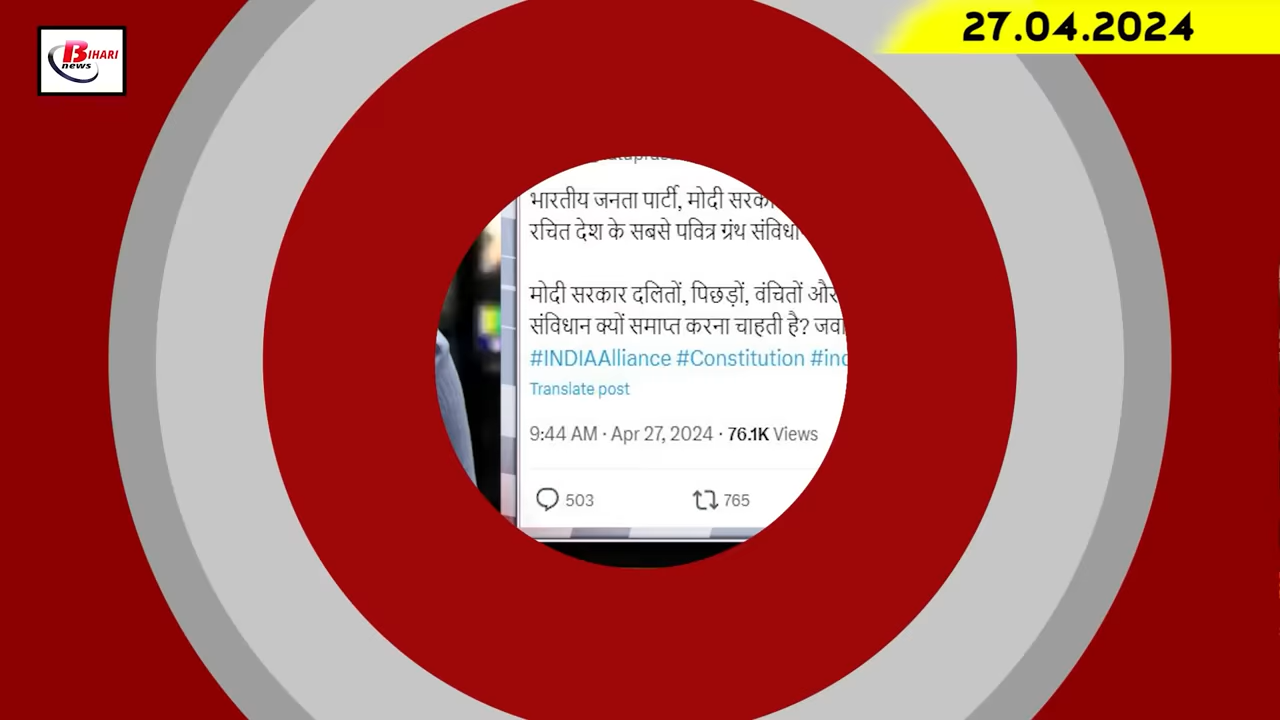 BIHARI
news
27.04.2024
भारतीय जनता पार्टी, मोदी
रचित देश के सबसे पवित्र ग्रंथ
मोदी सरकार दलितों, पिछड़ों, वंचितों और
संविधान क्यों समाप्त करना चाहती है?
#INDIAAlliance #Constitution
Translate post
9:44 AM · Apr 27, 2024 · 76.1K Views
503 765